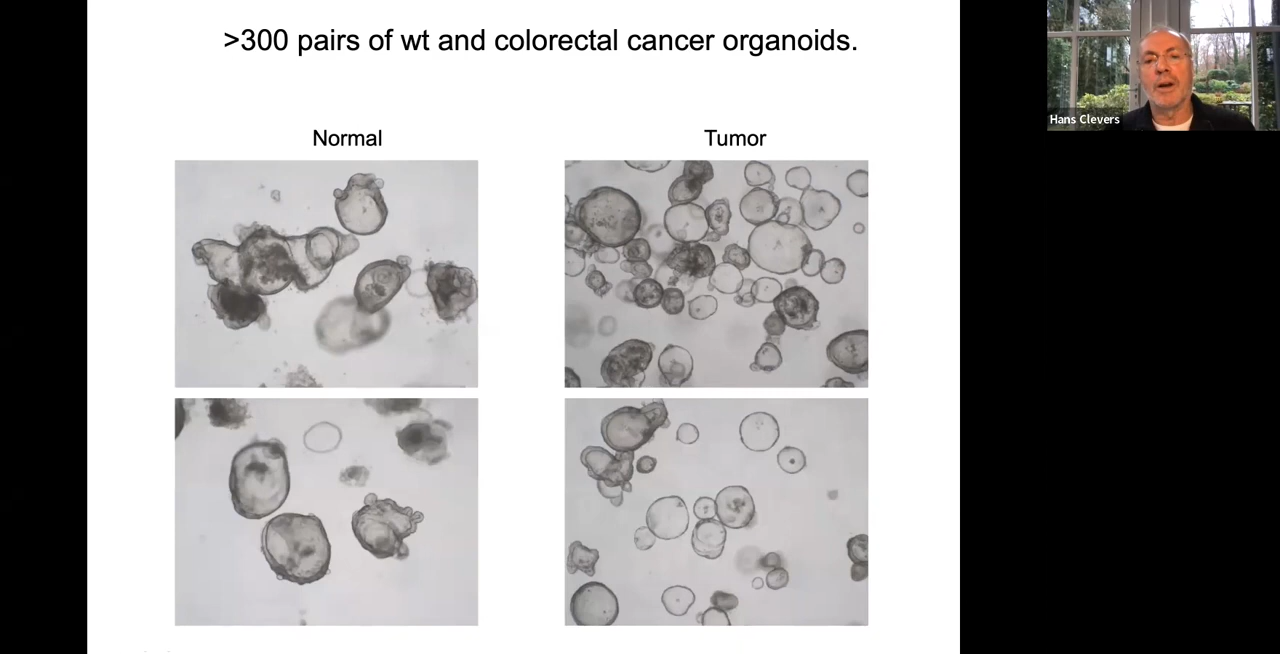 >300 pairs of wt and colorectal cancer organoids.
Normal
Tumor
Hans Clevers